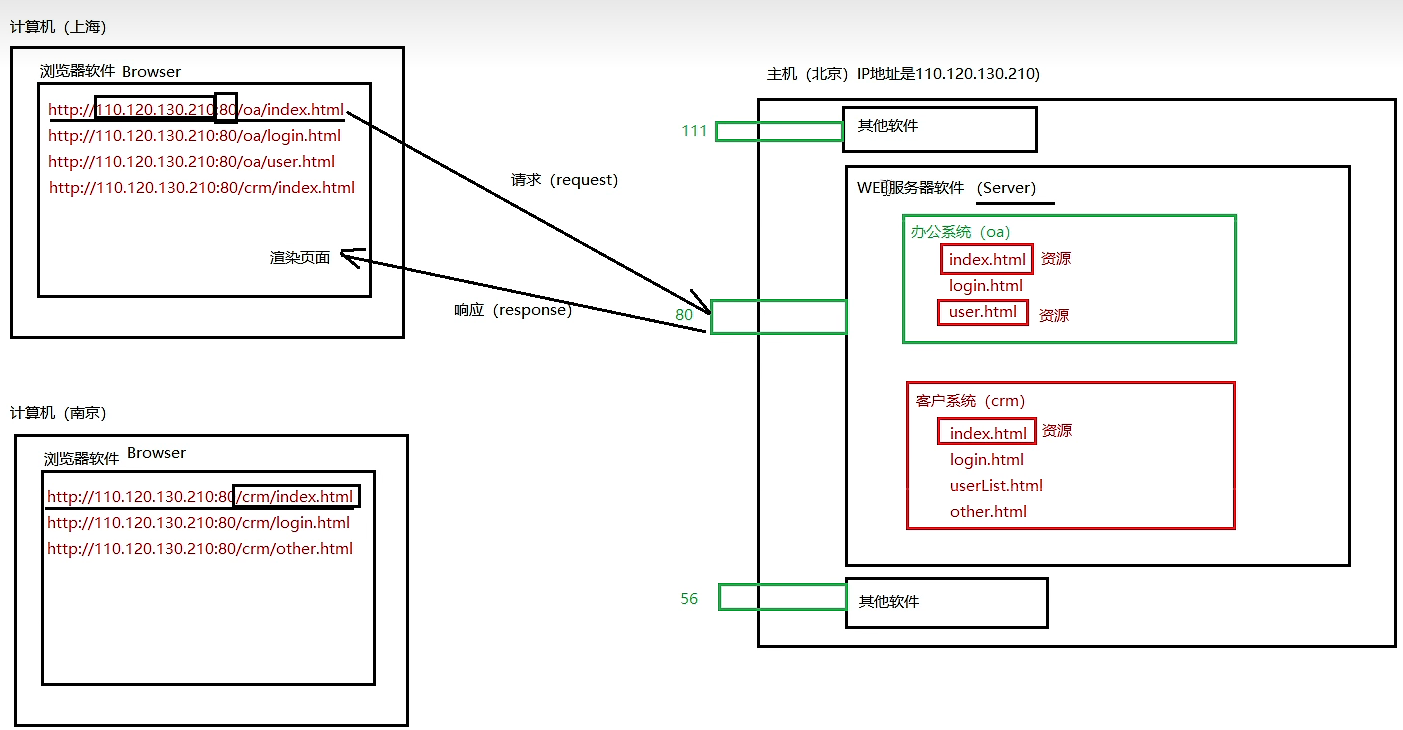 计算机（上海）
浏览器软件 Browser
http://110.120.130.210:80/oa/index.html
http://110.120.130.210:80/oa/login.html
http://110.120.130.210:80/oa/user.html
http://110.120.130.210:80/crm/index.html
渲染页面
请求（request）
响应（response）
主机（北京）IP地址是110.120.130.210)
111
其他软件
WEB服务器软件 （Server）
办公系统（oa）
index.html 资源
login.html
user.html 资源
80
客户系统（crm）
index.html 资源
login.html
userList.html
other.html
56
其他软件
计算机（南京）
浏览器软件 Browser
http://110.120.130.210:80/crm/index.html
http://110.120.130.210:80/crm/login.html
http://110.120.130.210:80/crm/other.html